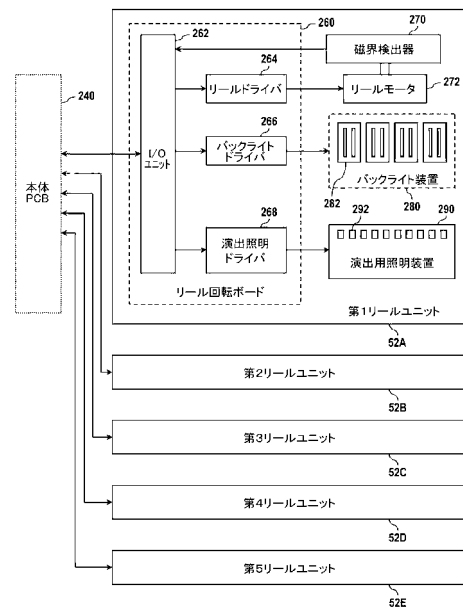 260
262
270
磁界検出器
264
240
リールドライバ
リールモータ
272
266
I/O
ユニット
バックライト
ドライバ
本体
PCB
282
バックライト装置
280
268
292
290
演出照明
ドライバ
演出用照明装置
リール回転ボード
第1リールユニット
52A
第2リールユニット
52B
第3リールユニット
52C
第4リールユニット
52D
第5リールユニット
52E